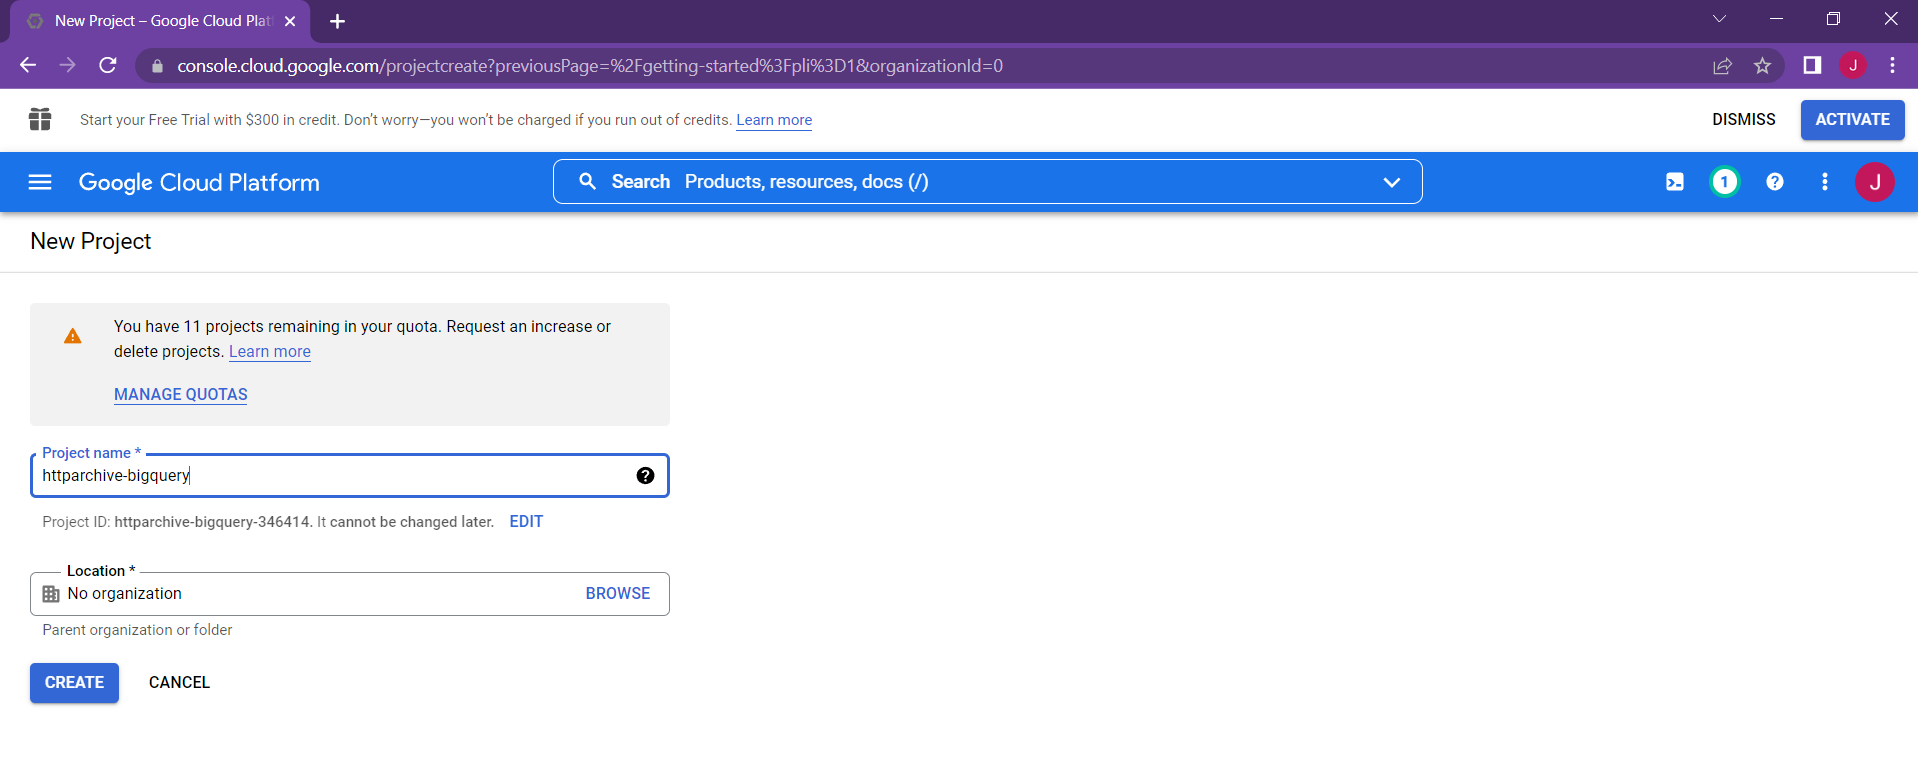 New Project – Google Cloud Plat
console.cloud.google.com/projectcreate?previousPage=%2Fgetting-started%3Fpli%3D1&organizationId=0
J
Start your Free Trial with $300 in credit. Don't worry—you won't be charged if you run out of credits. Learn more
DISMISS
ACTIVATE
Google Cloud Platform
Search Products, resources, docs (/)
1
J
New Project
You have 11 projects remaining in your quota. Request an increase or
delete projects. Learn more
MANAGE QUOTAS
Project name *
httparchive-bigquery
Project ID: httparchive-bigquery-346414. It cannot be changed later. EDIT
Location *
No organization
BROWSE
Parent organization or folder
CREATE
CANCEL